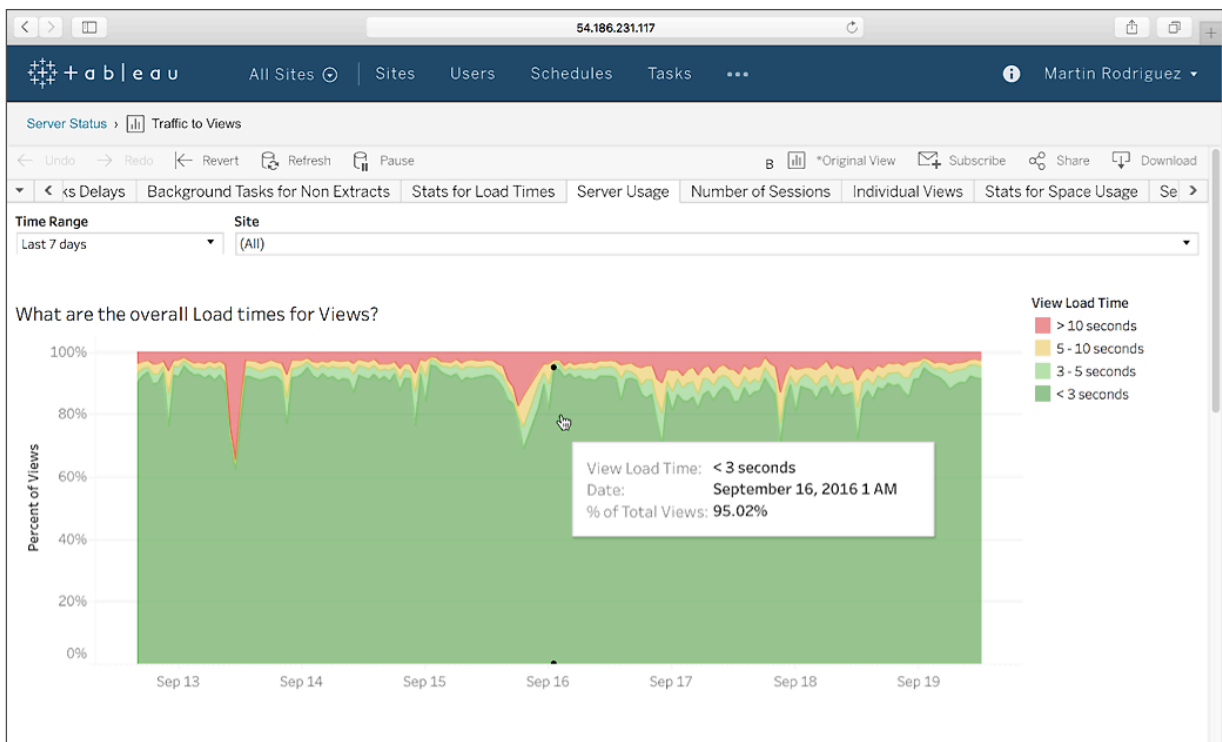 54.186.231.117
+ableau All Sites Sites Users Schedules Tasks Martin Rodriguez
Server Status › Traffic to Views
Undo Redo Revert Refresh Pause B *Original View Subscribe Share Download
ks Delays Background Tasks for Non Extracts Stats for Load Times Server Usage Number of Sessions Individual Views Stats for Space Usage Se
Time Range Site
Last 7 days (All)
What are the overall Load times for Views?
View Load Time
> 10 seconds
5 - 10 seconds
3 - 5 seconds
< 3 seconds
Percent of Views
100%
80%
60%
40%
20%
0%
View Load Time: < 3 seconds
Date: September 16, 2016 1 AM
% of Total Views: 95.02%
Sep 13 Sep 14 Sep 15 Sep 16 Sep 17 Sep 18 Sep 19